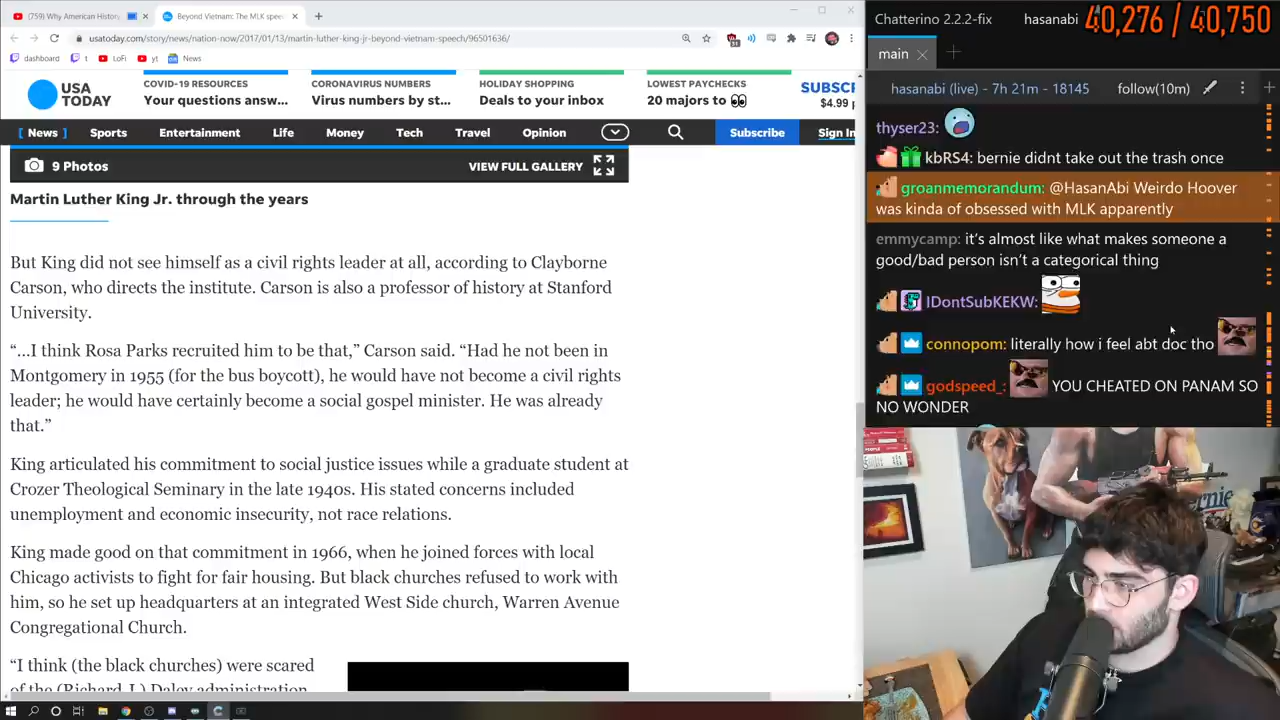 (759) Why American History
Beyond Vietnam: The MLK spee
usatoday.com/story/news/nation-now/2017/01/13/martin-luther-king-jr-beyond-vietnam-speech/96501636/
dashboard
t
LoFi
yt
News
USA
TODAY
COVID-19 RESOURCES
Your questions answ...
CORONAVIRUS NUMBERS
Virus numbers by st...
HOLIDAY SHOPPING
Deals to your inbox
LOWEST PAYCHECKS
20 majors to 👀
SUBSC
$4.99
[ News ]
Sports
Entertainment
Life
Money
Tech
Travel
Opinion
Subscribe
Sign In
9 Photos
VIEW FULL GALLERY
Martin Luther King Jr. through the years
But King did not see himself as a civil rights leader at all, according to Clayborne
Carson, who directs the institute. Carson is also a professor of history at Stanford
University.
“…I think Rosa Parks recruited him to be that,” Carson said. “Had he not been in
Montgomery in 1955 (for the bus boycott), he would have not become a civil rights
leader; he would have certainly become a social gospel minister. He was already
that.”
King articulated his commitment to social justice issues while a graduate student at
Crozer Theological Seminary in the late 1940s. His stated concerns included
unemployment and economic insecurity, not race relations.
King made good on that commitment in 1966, when he joined forces with local
Chicago activists to fight for fair housing. But black churches refused to work with
him, so he set up headquarters at an integrated West Side church, Warren Avenue
Congregational Church.
“I think (the black churches) were scared
of the (Richard J.) Daley administration
Chatterino 2.2.2-fix
hasanabi
40,276 / 40,750
main
hasanabi (live) - 7h 21m - 18145
follow(10m)
thyser23:
kbRS4: bernie didnt take out the trash once
groanmemorandum: @HasanAbi Weirdo Hoover
was kinda of obsessed with MLK apparently
emmycamp: it’s almost like what makes someone a
good/bad person isn’t a categorical thing
IDontSubKEKW:
connopom: literally how i feel abt doc tho
godspeed_: YOU CHEATED ON PANAM SO
NO WONDER